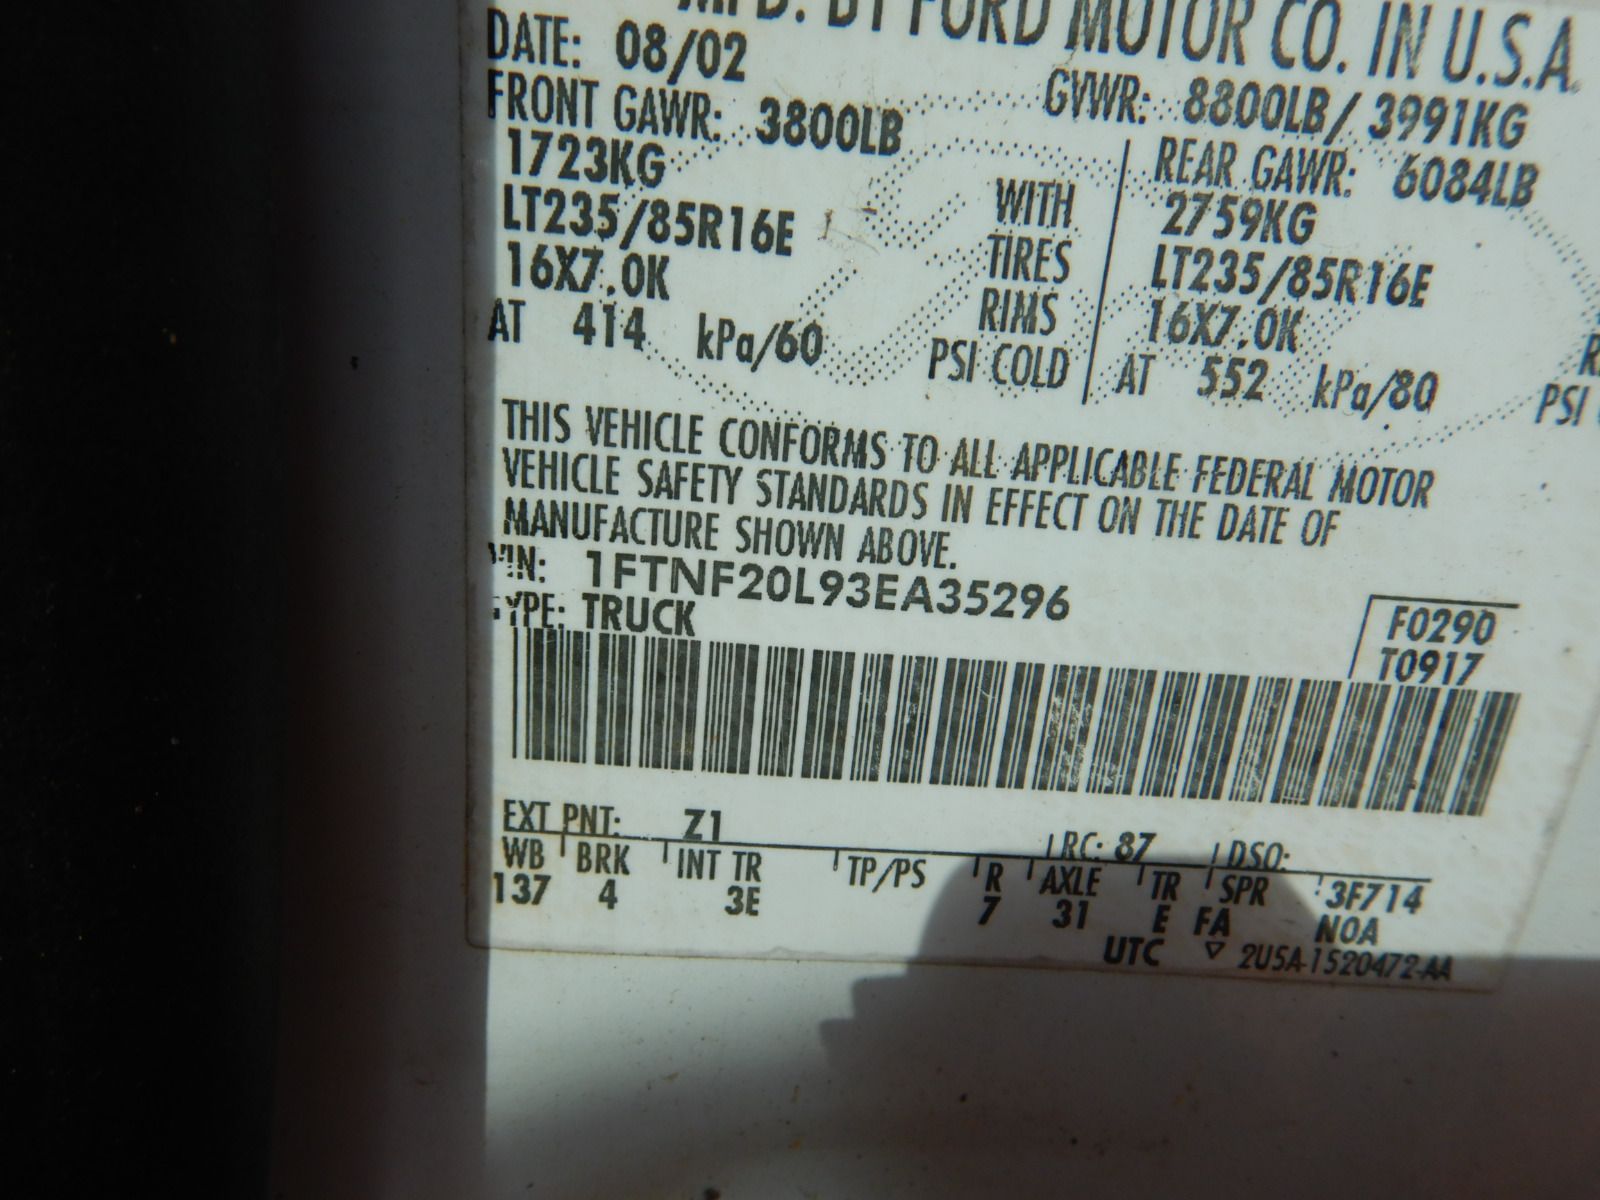 MFD. BY FORD MOTOR CO. IN U.S.A.
DATE: 08/02 GVWR: 8800LB/ 3991KG
FRONT GAWR: 3800LB REAR GAWR: 6084LB
1723KG WITH 2759KG
LT235/85R16E TIRES LT235/85R16E
16X7.0K RIMS 16X7.0K
AT 414 kPa/60 PSI COLD AT 552 kPa/80 PSI
THIS VEHICLE CONFORMS TO ALL APPLICABLE FEDERAL MOTOR
VEHICLE SAFETY STANDARDS IN EFFECT ON THE DATE OF
MANUFACTURE SHOWN ABOVE.
VIN: 1FTNF20L93EA35296
TYPE: TRUCK
F0290
T0917
EXT PNT: Z1 RC: 87 DSO:
WB BRK INT TR TP/PS R AXLE TR SPR 3F714
137 4 3E 7 31 E FA NOA
UTC ▽ 2U5A-1520472-AA